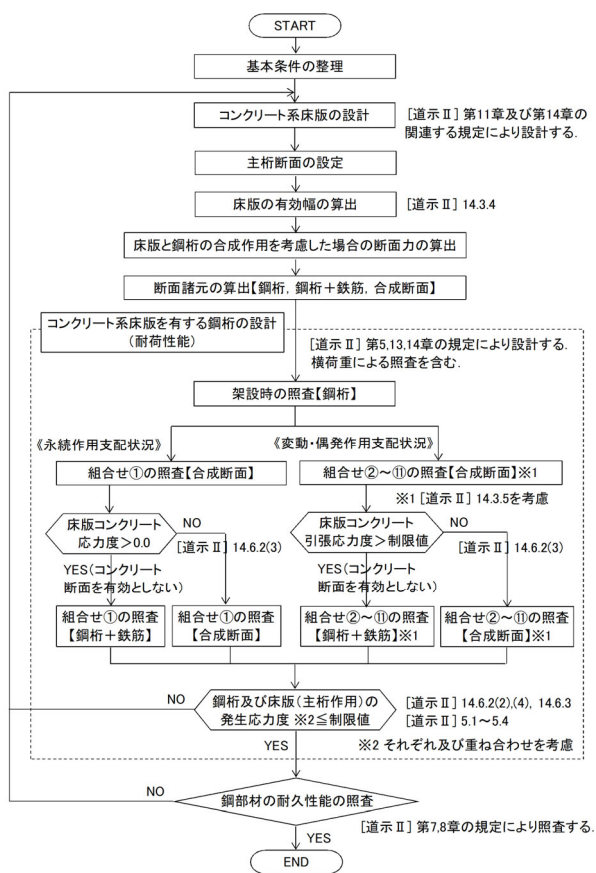 START
基本条件の整理
コンクリート系床版の設計
[道示Ⅱ] 第11章及び第14章の
関連する規定により設計する.
主桁断面の設定
床版の有効幅の算出
[道示Ⅱ] 14.3.4
床版と鋼桁の合成作用を考慮した場合の断面力の算出
断面諸元の算出【鋼桁, 鋼桁＋鉄筋, 合成断面】
コンクリート系床版を有する鋼桁の設計
(耐荷性能)
[道示Ⅱ] 第5,13,14章の規定により設計する.
横荷重による照査を含む.
架設時の照査【鋼桁】
《永続作用支配状況》
《変動・偶発作用支配状況》
組合せ①の照査【合成断面】
組合せ②～⑪の照査【合成断面】※1
※1 [道示Ⅱ] 14.3.5を考慮
床版コンクリート
応力度＞0.0
NO
[道示Ⅱ] 14.6.2(3)
床版コンクリート
引張応力度＞制限値
NO
[道示Ⅱ] 14.6.2(3)
YES(コンクリート
断面を有効としない)
YES(コンクリート
断面を有効としない)
組合せ①の照査
【鋼桁＋鉄筋】
組合せ①の照査
【合成断面】
組合せ②～⑪の照査
【鋼桁＋鉄筋】※1
組合せ②～⑪の照査
【合成断面】※1
NO
鋼桁及び床版(主桁作用)の
発生応力度 ※2≦制限値
[道示Ⅱ] 14.6.2(2),(4), 14.6.3
[道示Ⅱ] 5.1～5.4
YES
※2 それぞれ及び重ね合わせを考慮
NO
鋼部材の耐久性能の照査
[道示Ⅱ] 第7,8章の規定により照査する.
YES
END